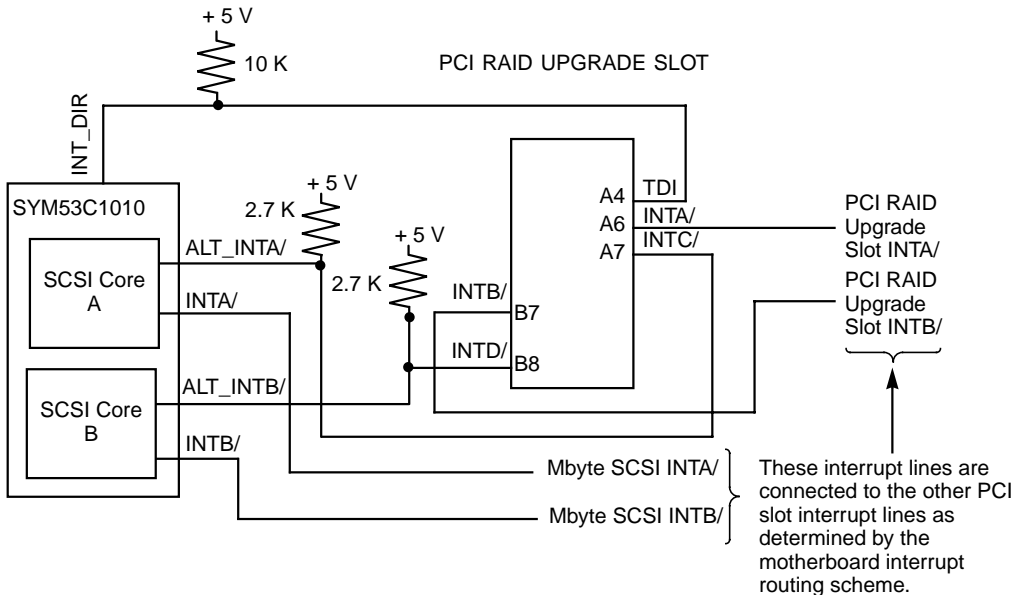 + 5 V
10 K
PCI RAID UPGRADE SLOT
INT_DIR
SYM53C1010
SCSI Core
A
ALT_INTA/
INTA/
SCSI Core
B
ALT_INTB/
INTB/
+ 5 V
2.7 K
+ 5 V
2.7 K
INTB/
B7
INTD/
B8
A4
TDI
A6
INTA/
A7
INTC/
PCI RAID
Upgrade
Slot INTA/
PCI RAID
Upgrade
Slot INTB/
Mbyte SCSI INTA/
Mbyte SCSI INTB/
These interrupt lines are
connected to the other PCI
slot interrupt lines as
determined by the
motherboard interrupt
routing scheme.